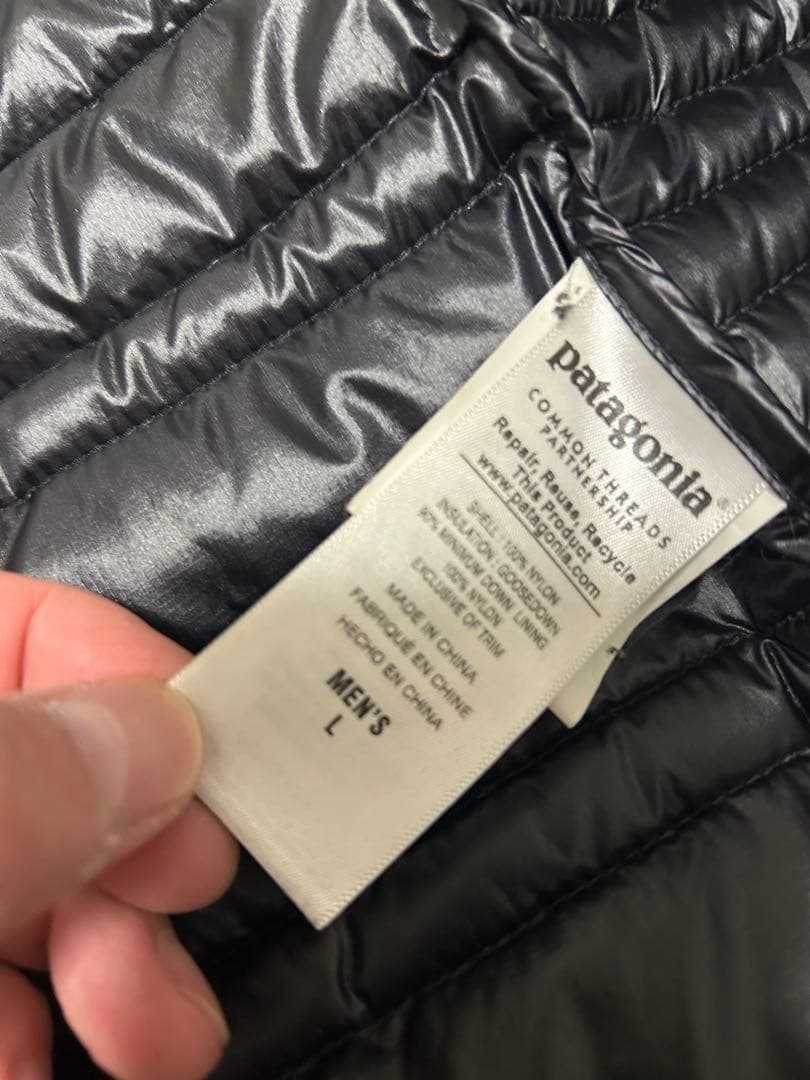 patagonia®
COMMON THREADS
PARTNERSHIP
Repair, Reuse, Recycle
This Product
www.patagonia.com
SHELL: 100% NYLON
INSULATION: GOOSEDOWN
90% MINIMUM DOWN LINING:
100% NYLON
EXCLUSIVE OF TRIM
MADE IN CHINA
FABRIQUÉ EN CHINE
HECHO EN CHINA
MEN'S
L